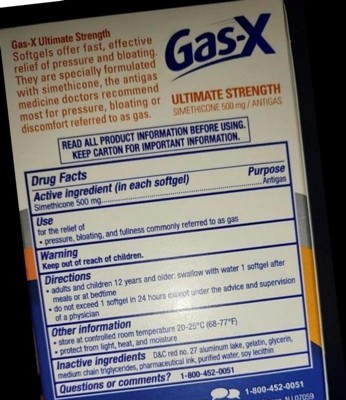 Gas-X Ultimate Strength
Softgels offer fast, effective
relief of pressure and bloating.
They are specially formulated
with simethicone, the antigas
medicine doctors recommend
most for pressure, bloating or
discomfort referred to as gas.
Gas-X
ULTIMATE STRENGTH
SIMETHICONE 500 mg / ANTIGAS
READ ALL PRODUCT INFORMATION BEFORE USING.
KEEP CARTON FOR IMPORTANT INFORMATION.
Drug Facts
Active ingredient (in each softgel) Purpose
Simethicone 500 mg..........Antigas
Use
for the relief of
• pressure, bloating, and fullness commonly referred to as gas
Warning
Keep out of reach of children.
Directions
• adults and children 12 years and older: swallow with water 1 softgel after
meals or at bedtime
• do not exceed 1 softgel in 24 hours except under the advice and supervision
of a physician
Other information
• store at controlled room temperature 20-25°C (68-77°F)
• protect from light, heat, and moisture
Inactive ingredients D&C red no. 27 aluminum lake, gelatin, glycerin,
medium chain triglycerides, pharmaceutical ink, purified water, soy lecithin
Questions or comments? 1-800-452-0051
1-800-452-0051
NJ 07059